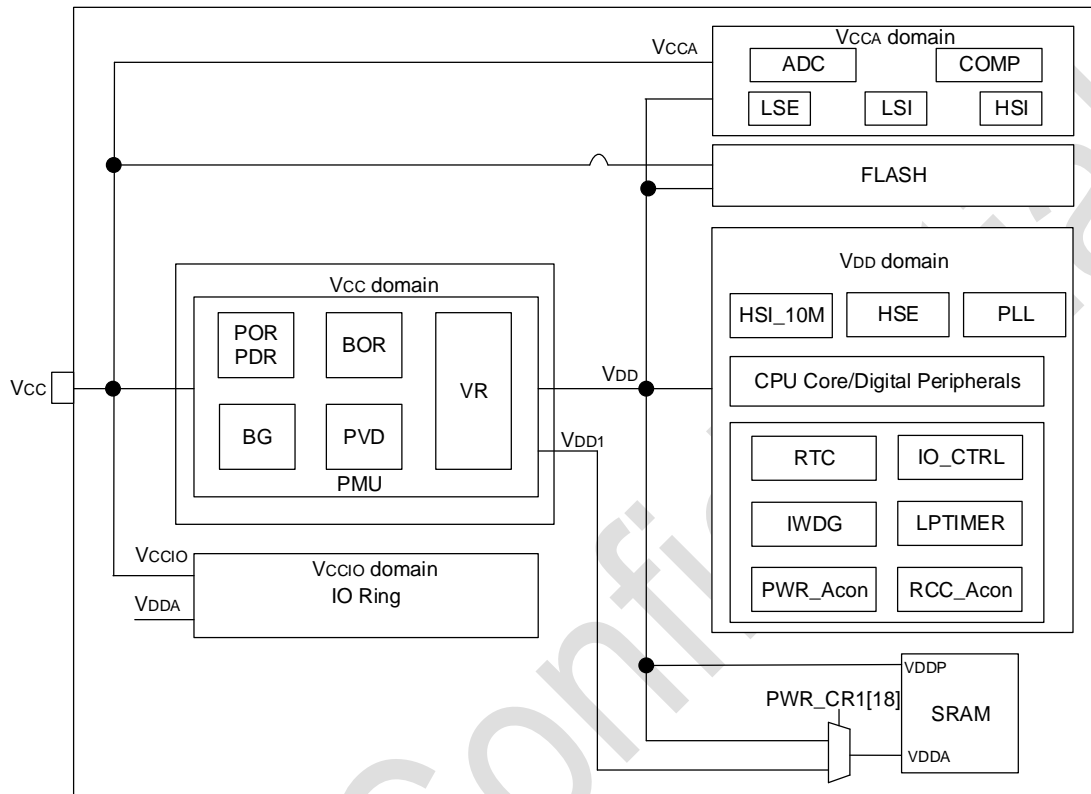 VCCA domain
VCCA
ADC
COMP
LSE
LSI
HSI
FLASH
VCC domain
VDD domain
POR
PDR
BOR
VR
HSI_10M
HSE
PLL
VCC
VDD
CPU Core/Digital Peripherals
BG
PVD
VDD1
PMU
RTC
IO_CTRL
IWDG
LPTIMER
VCCIO
VCCIO domain
IO Ring
VDDA
PWR_Acon
RCC_Acon
VDDP
PWR_CR1[18]
SRAM
VDDA